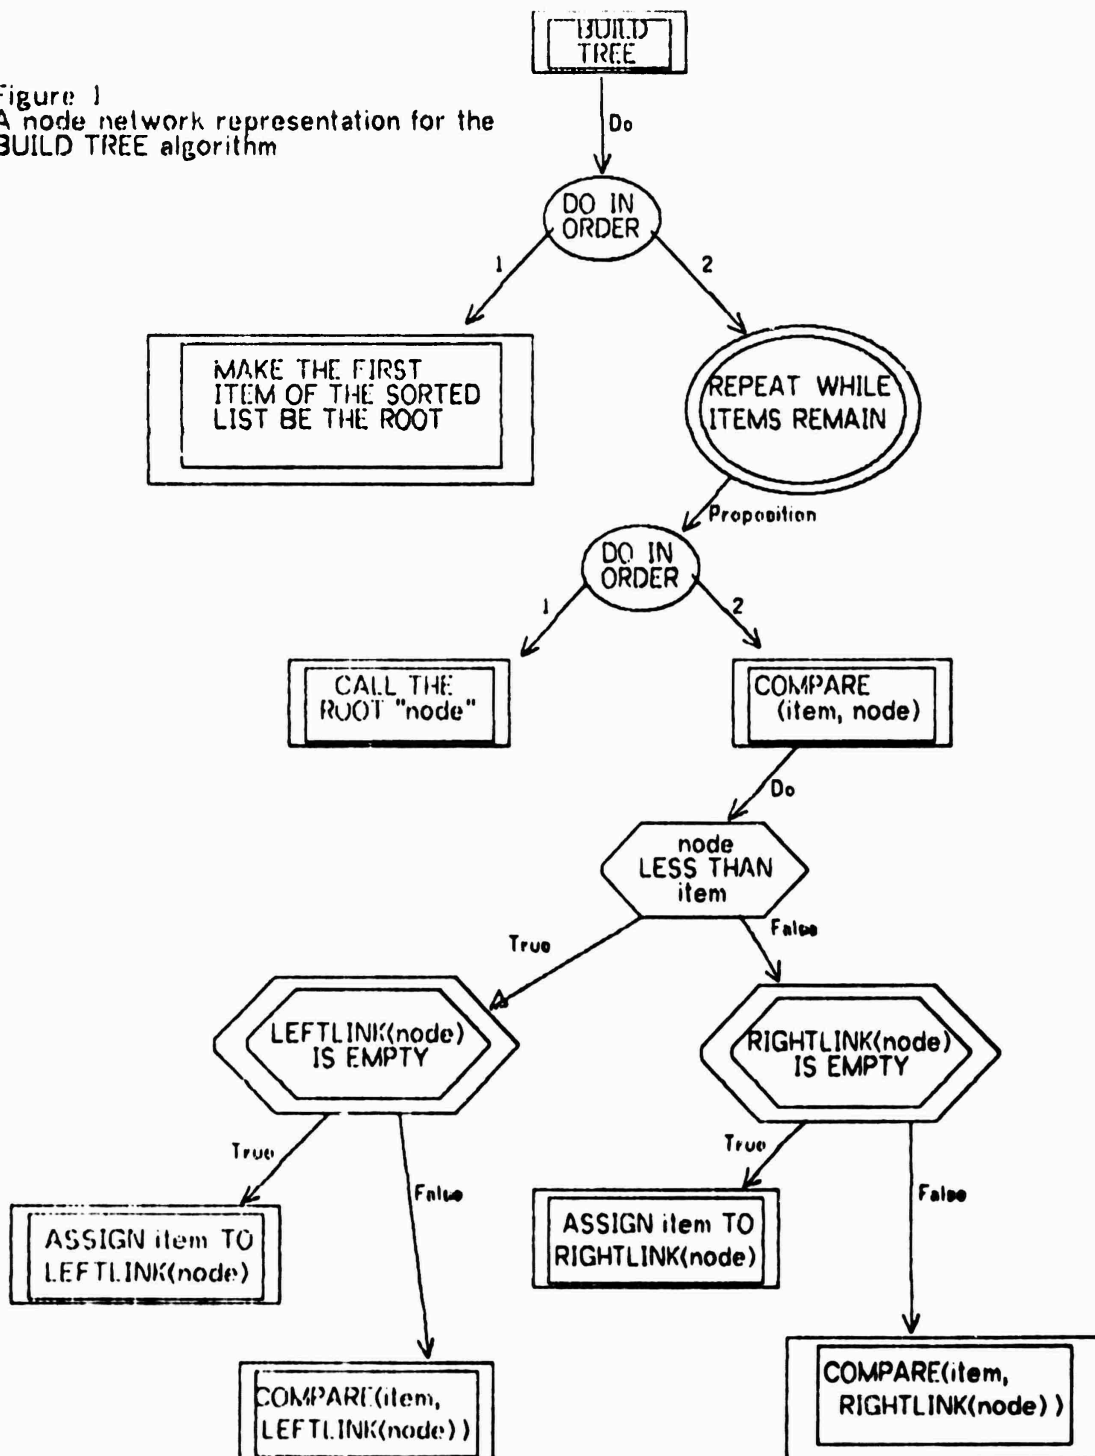 BUILD
TREE
Figure 1
A node network representation for the
BUILD TREE algorithm
Do
DO IN
ORDER
1
2
MAKE THE FIRST
ITEM OF THE SORTED
LIST BE THE ROOT
REPEAT WHILE
ITEMS REMAIN
Proposition
DO IN
ORDER
1
2
CALL THE
ROOT "node"
COMPARE
(item, node)
Do
node
LESS THAN
item
True
False
LEFTLINK(node)
IS EMPTY
RIGHTLINK(node)
IS EMPTY
True
False
True
False
ASSIGN item TO
LEFTLINK(node)
ASSIGN item TO
RIGHTLINK(node)
COMPARE(item,
LEFTLINK(node))
COMPARE(item,
RIGHTLINK(node))